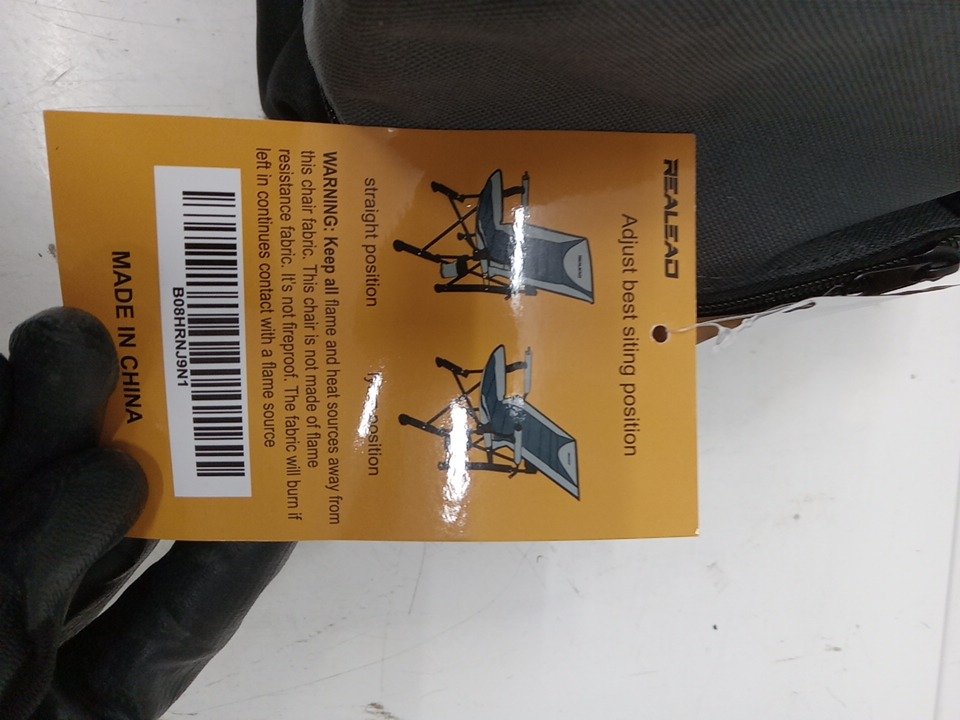 REALEAD
Adjust best siting position
straight position
position
WARNING: Keep all flame and heat sources away from
this chair fabric. This chair is not made of flame
resistance fabric. It's not fireproof. The fabric will burn if
left in continues contact with a flame source
B08HRNJ9N1
MADE IN CHINA